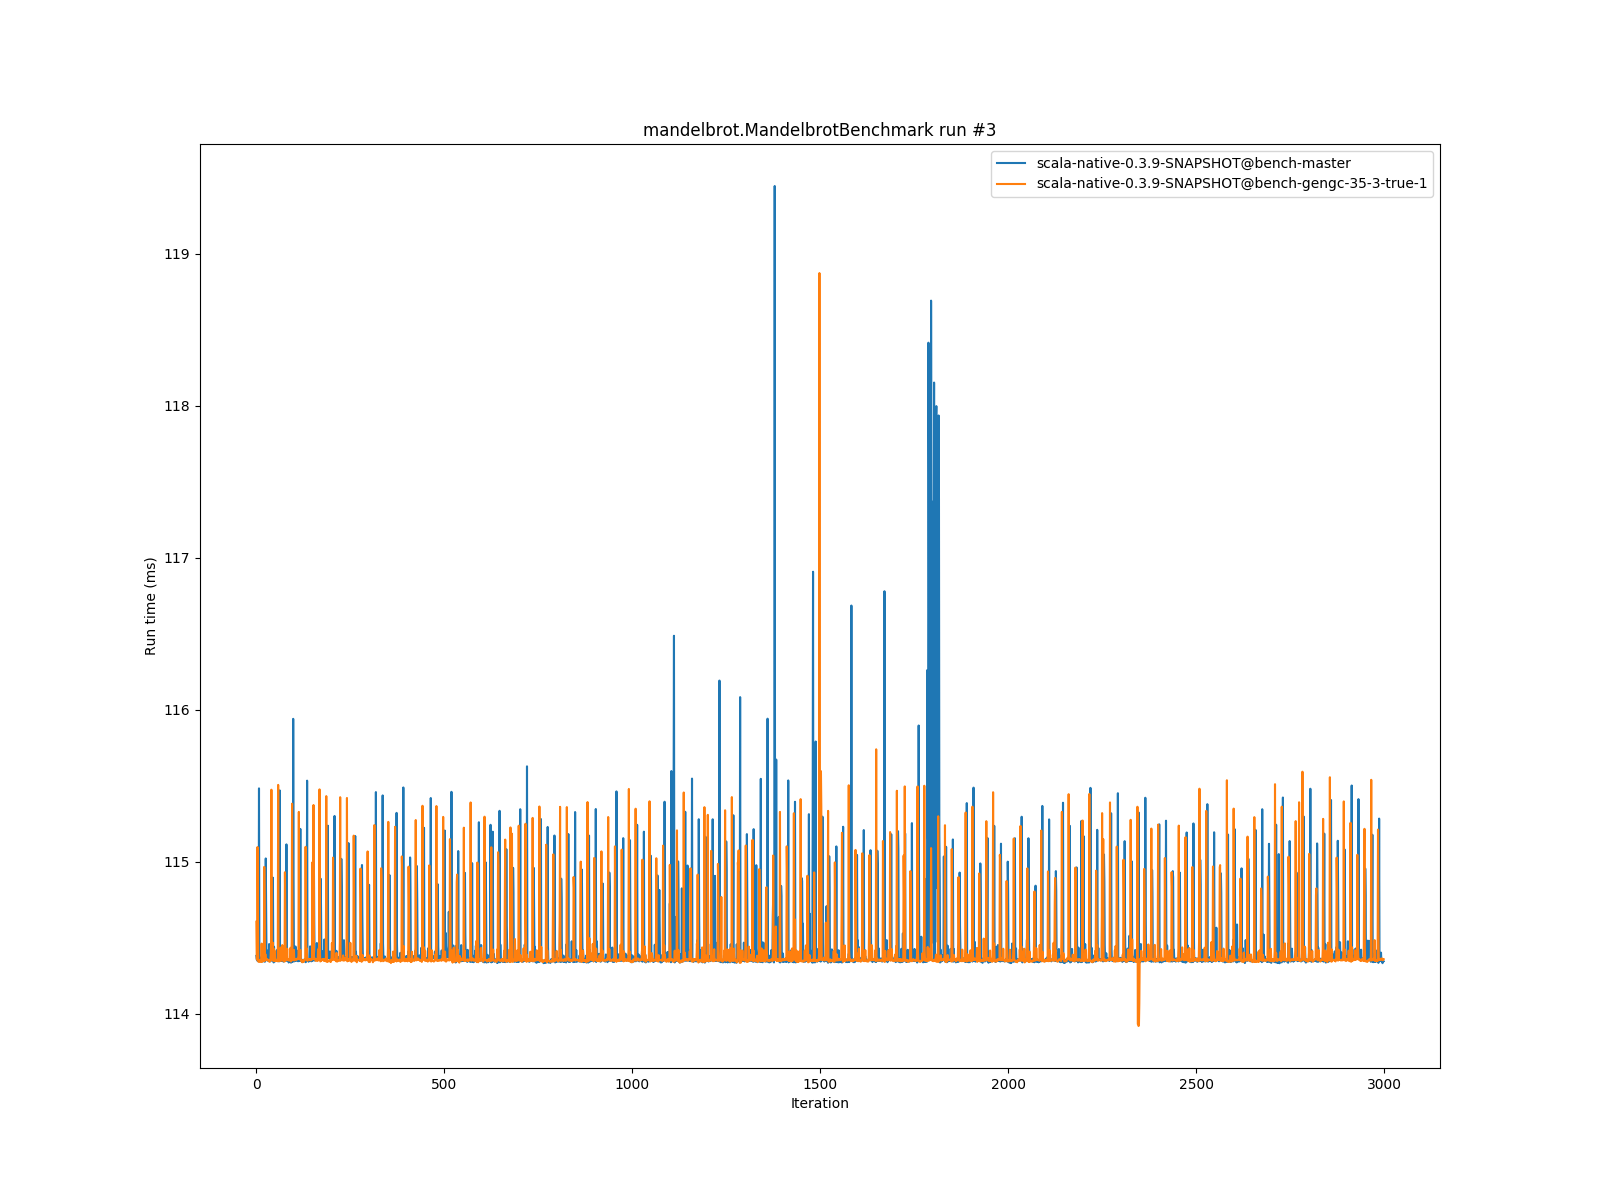 mandelbrot.MandelbrotBenchmark run #3
scala-native-0.3.9-SNAPSHOT@bench-master
scala-native-0.3.9-SNAPSHOT@bench-gengc-35-3-true-1
119
118
117
116
115
114
Run time (ms)
0
500
1000
1500
2000
2500
3000
Iteration